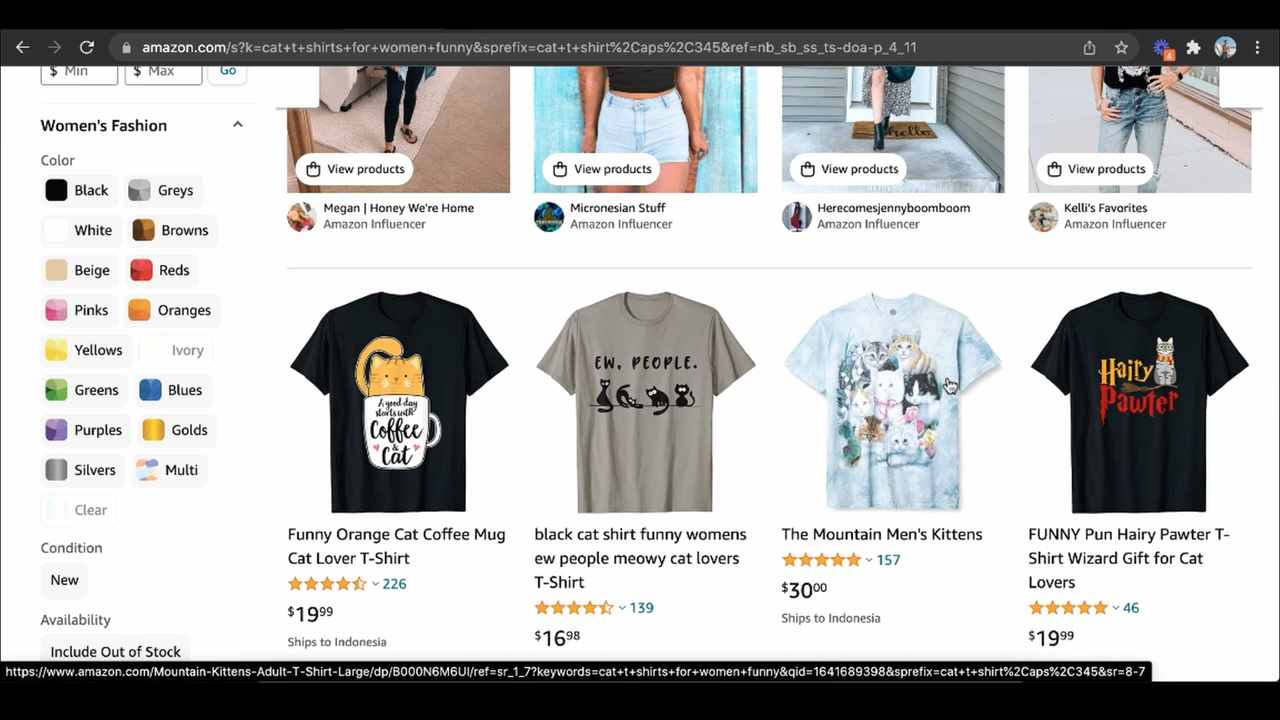 amazon.com/s?k=cat+t+shirts+for+women+funny&sprefix=cat+t+shirt%2Caps%2C345&ref=nb_sb_ss_ts-doa-p_4_11
4
$ Min $ Max Go
Women's Fashion
Color
Black Greys
White Browns
Beige Reds
Pinks Oranges
Yellows Ivory
Greens Blues
Purples Golds
Silvers Multi
Clear
Condition
New
Availability
Include Out of Stock
hello
View products View products View products View products
Megan | Honey We're Home
Amazon Influencer
Micronesian Stuff
Amazon Influencer
Herecomesjennyboomboom
Amazon Influencer
Kelli's Favorites
Amazon Influencer
A good day
starts with
Coffee
&
Cat
Funny Orange Cat Coffee Mug
Cat Lover T-Shirt
226
$19 99
Ships to Indonesia
EW, PEOPLE.
black cat shirt funny womens
ew people meowy cat lovers
T-Shirt
139
$16 98
The Mountain Men's Kittens
157
$30 00
Ships to Indonesia
Hairy
Pawter
FUNNY Pun Hairy Pawter T-
Shirt Wizard Gift for Cat
Lovers
46
$19 99
https://www.amazon.com/Mountain-Kittens-Adult-T-Shirt-Large/dp/B000N6M6UI/ref=sr_1_7?keywords=cat+t+shirts+for+women+funny&qid=1641689398&sprefix=cat+t+shirt%2Caps%2C345&sr=8-7